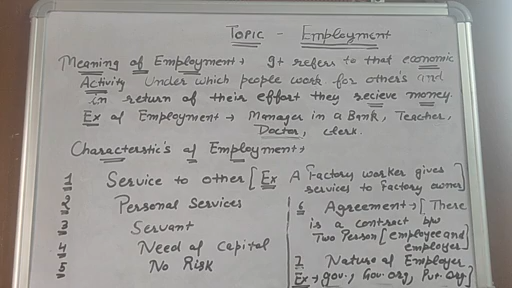 Topic - Employment
Meaning of Employment → It refers to that economic
Activity Under which people work for other's and
in return of their effort they recieve money.
Ex of Employment → Manager in a Bank, Teacher,
Doctor, clerk.
Characterstic's of Employment →
1 Service to other [Ex A Factory worker gives
services to Factory owner]
2 Personal Services
3 Servant
4 Need of Capital
5 No Risk
6 Agreement → [There
is a contract b/w
Two Person [employee and
employer]
7 Nature of Employer
Ex → gov., Gov. org, Pvt. Org]